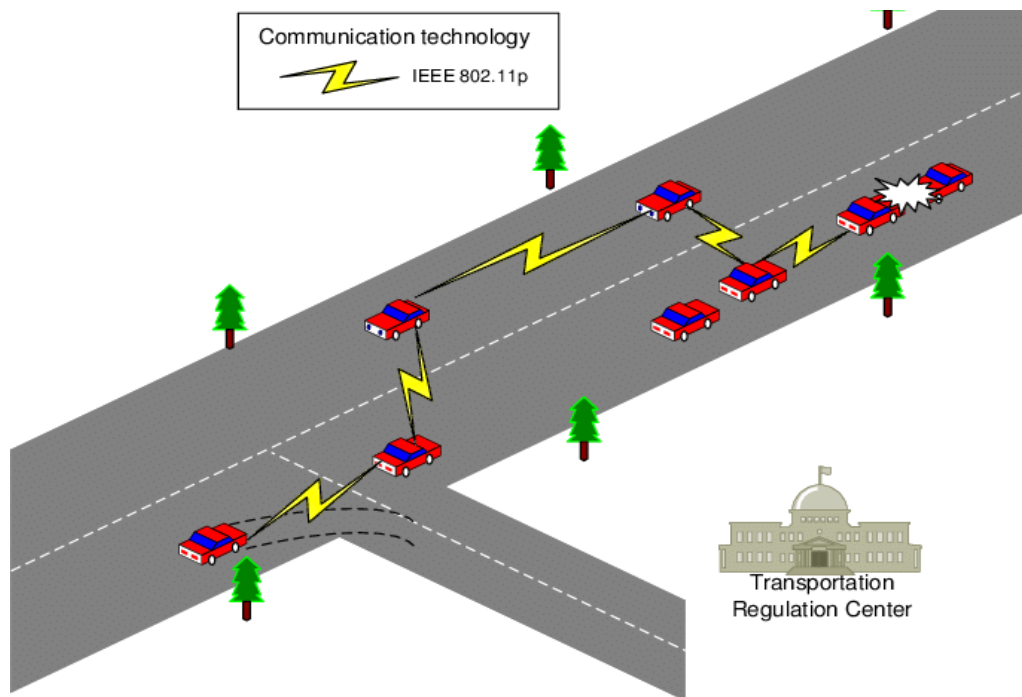 Communication technology
IEEE 802.11p
Transportation
Regulation Center